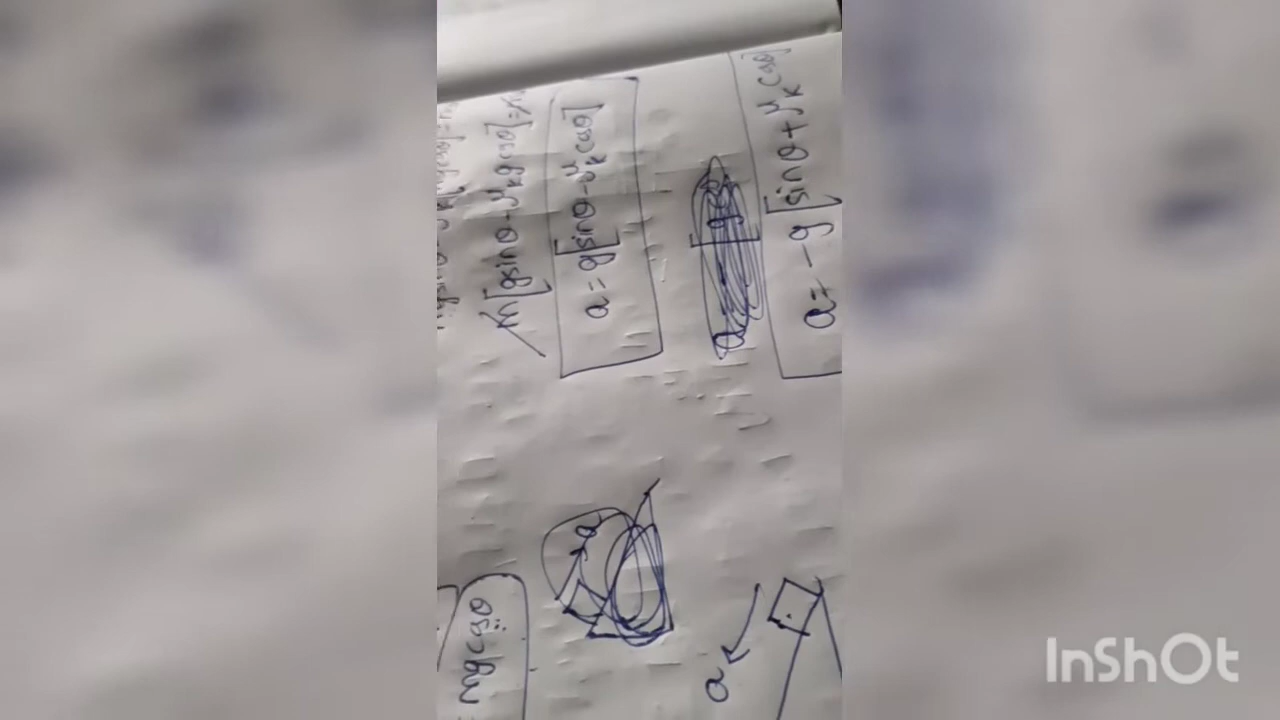 m[gsinθ-μₖgcosθ]=
a = g[sinθ-μₖcosθ]
a = -g[sinθ+μₖcosθ]
mgcosθ
a
InShOt